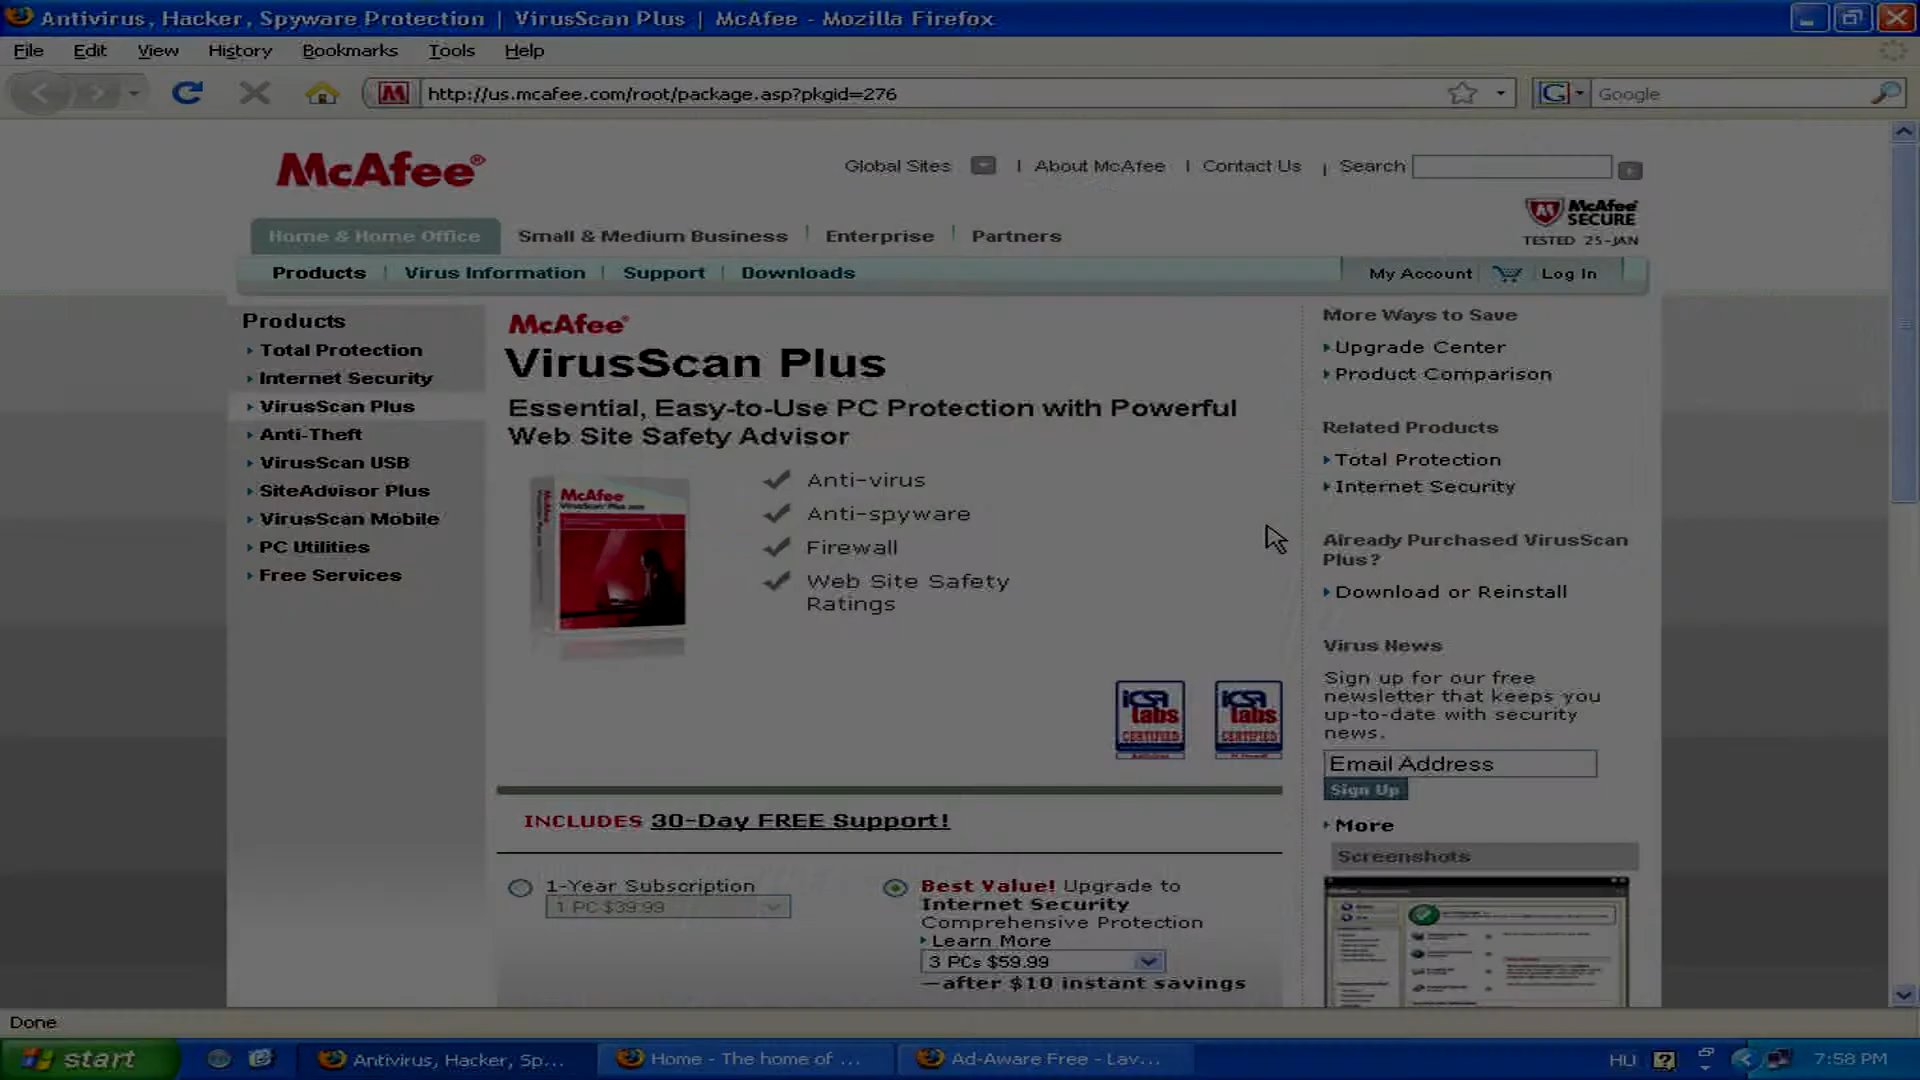 Antivirus, Hacker, Spyware Protection | VirusScan Plus | McAfee - Mozilla Firefox
File Edit View History Bookmarks Tools Help
http://us.mcafee.com/root/package.asp?pkgid=276
Google
McAfee®
Global Sites | About McAfee | Contact Us | Search
McAfee SECURE
TESTED 25-JAN
Home & Home Office Small & Medium Business | Enterprise | Partners
Products | Virus Information | Support | Downloads
My Account Log In
Products
Total Protection
Internet Security
VirusScan Plus
Anti-Theft
VirusScan USB
SiteAdvisor Plus
VirusScan Mobile
PC Utilities
Free Services
McAfee®
VirusScan Plus
Essential, Easy-to-Use PC Protection with Powerful
Web Site Safety Advisor
McAfee
VirusScan Plus
Anti-virus
Anti-spyware
Firewall
Web Site Safety
Ratings
ICSA labs CERTIFIED
ICSA labs CERTIFIED
INCLUDES 30-Day FREE Support!
1-Year Subscription
1 PC $39.99
Best Value! Upgrade to
Internet Security
Comprehensive Protection
Learn More
3 PCs $59.99
—after $10 instant savings
More Ways to Save
Upgrade Center
Product Comparison
Related Products
Total Protection
Internet Security
Already Purchased VirusScan
Plus?
Download or Reinstall
Virus News
Sign up for our free
newsletter that keeps you
up-to-date with security
news.
Email Address
Sign Up
More
Screenshots
Done
start
Antivirus, Hacker, Sp...
Home - The home of ...
Ad-Aware Free - Lav...
HU
7:58 PM